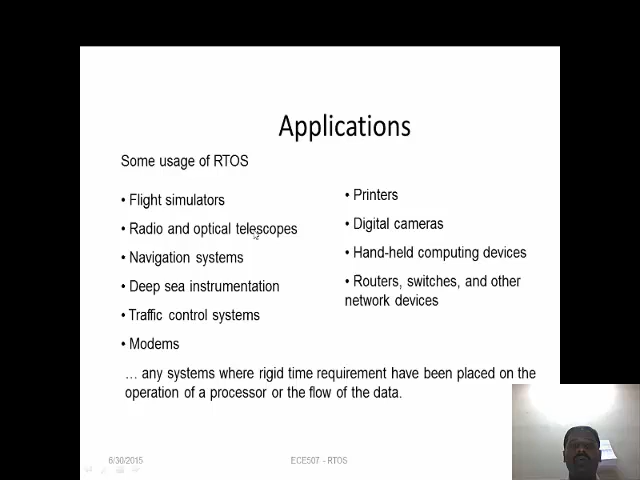 Applications
Some usage of RTOS
• Flight simulators
• Radio and optical telescopes
• Navigation systems
• Deep sea instrumentation
• Traffic control systems
• Modems
• Printers
• Digital cameras
• Hand-held computing devices
• Routers, switches, and other
network devices
… any systems where rigid time requirement have been placed on the
operation of a processor or the flow of the data.
6/30/2015
ECE507 - RTOS